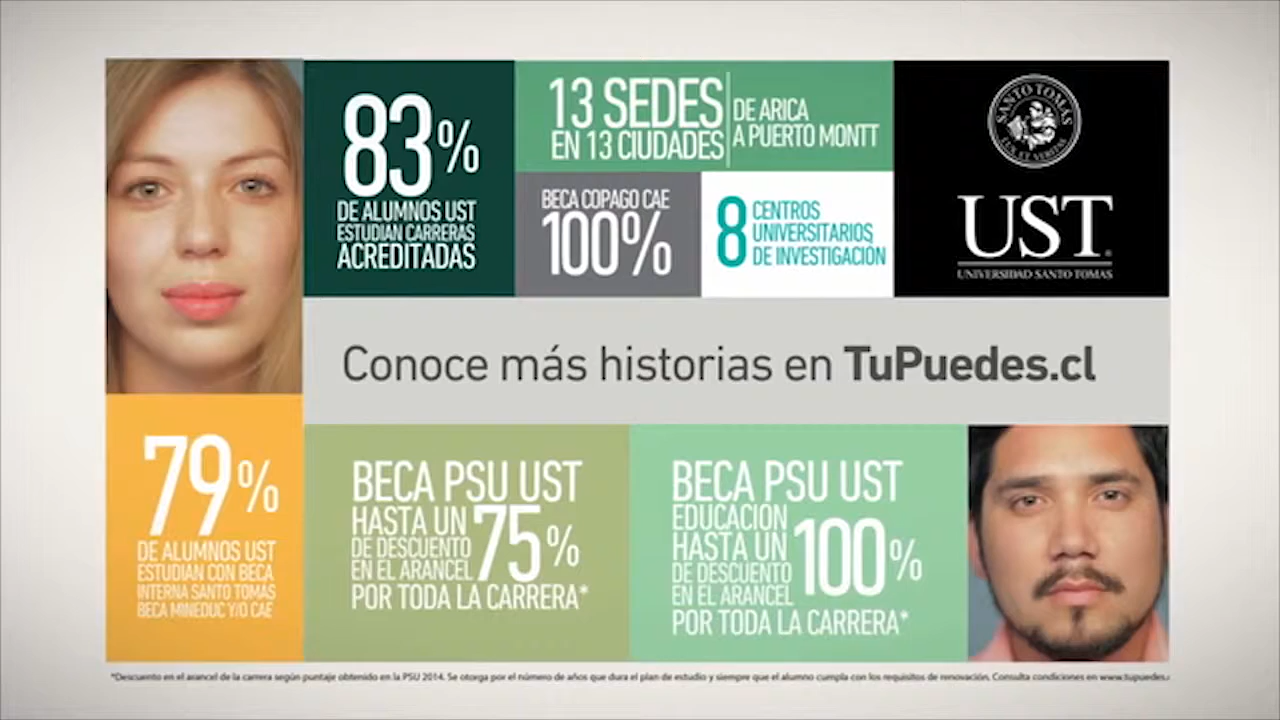 83%
DE ALUMNOS UST
ESTUDIAN CARRERAS
ACREDITADAS
13 SEDES
EN 13 CIUDADES
DE ARICA
A PUERTO MONTT
BECA COPAGO CAE
100%
8
CENTROS
UNIVERSITARIOS
DE INVESTIGACIÓN
SANTO TOMAS
UST
UNIVERSIDAD SANTO TOMAS
Conoce más historias en TuPuedes.cl
79%
DE ALUMNOS UST
ESTUDIAN CON BECA
INTERNA SANTO TOMAS
BECA MINEDUC Y/O CAE
BECA PSU UST
HASTA UN
DE DESCUENTO
EN EL ARANCEL
75%
POR TODA LA CARRERA*
BECA PSU UST
EDUCACIÓN
HASTA UN
DE DESCUENTO
EN EL ARANCEL
100%
POR TODA LA CARRERA*
*Descuento en el arancel de la carrera según puntaje obtenido en la PSU 2014. Se otorga por el número de años que dura el plan de estudio y siempre que el alumno cumpla con los requisitos de renovación. Consulta condiciones en www.tupuedes.